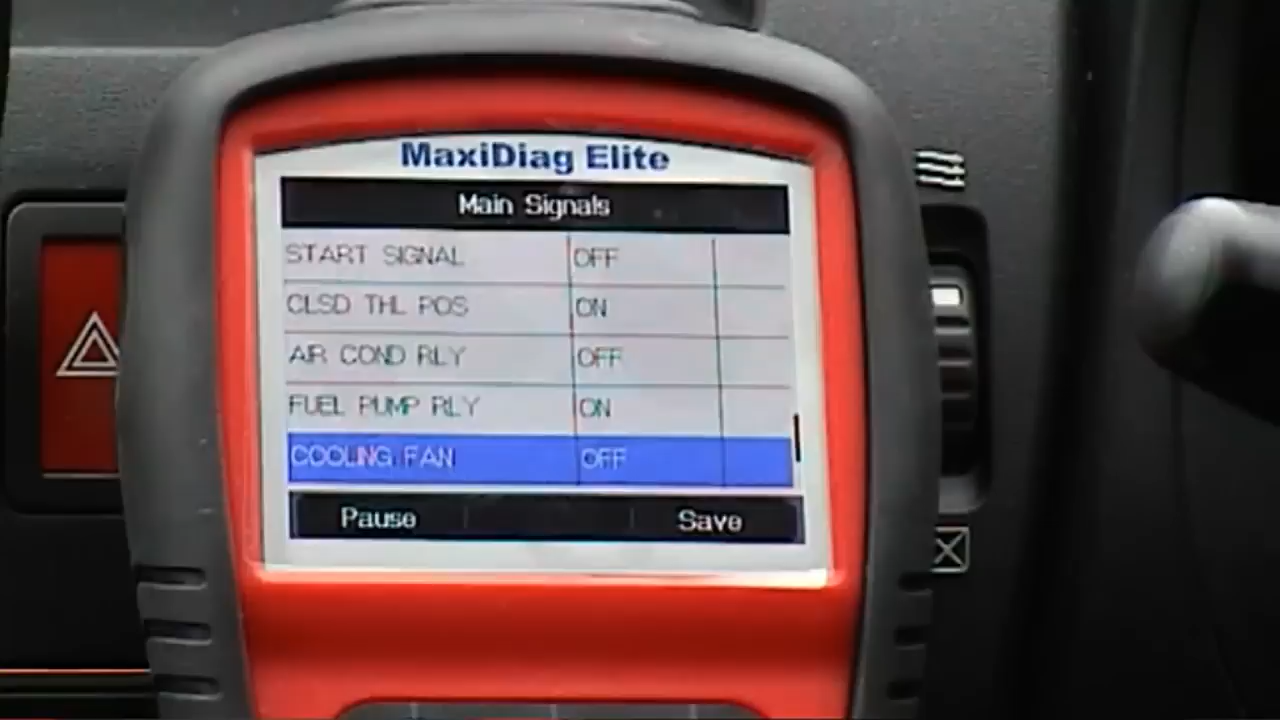 MaxiDiag Elite
Main Signals
START SIGNAL OFF
CLSD THL POS ON
AIR COND RLY OFF
FUEL PUMP RLY ON
COOLING FAN OFF
Pause Save